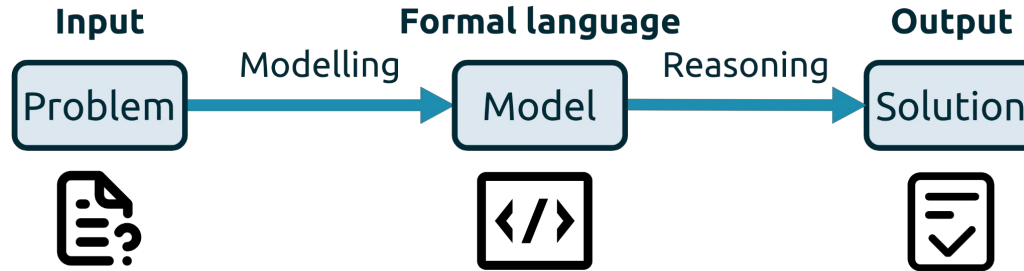 Input
Formal language
Output
Modelling
Reasoning
Problem
Model
Solution
</>
?